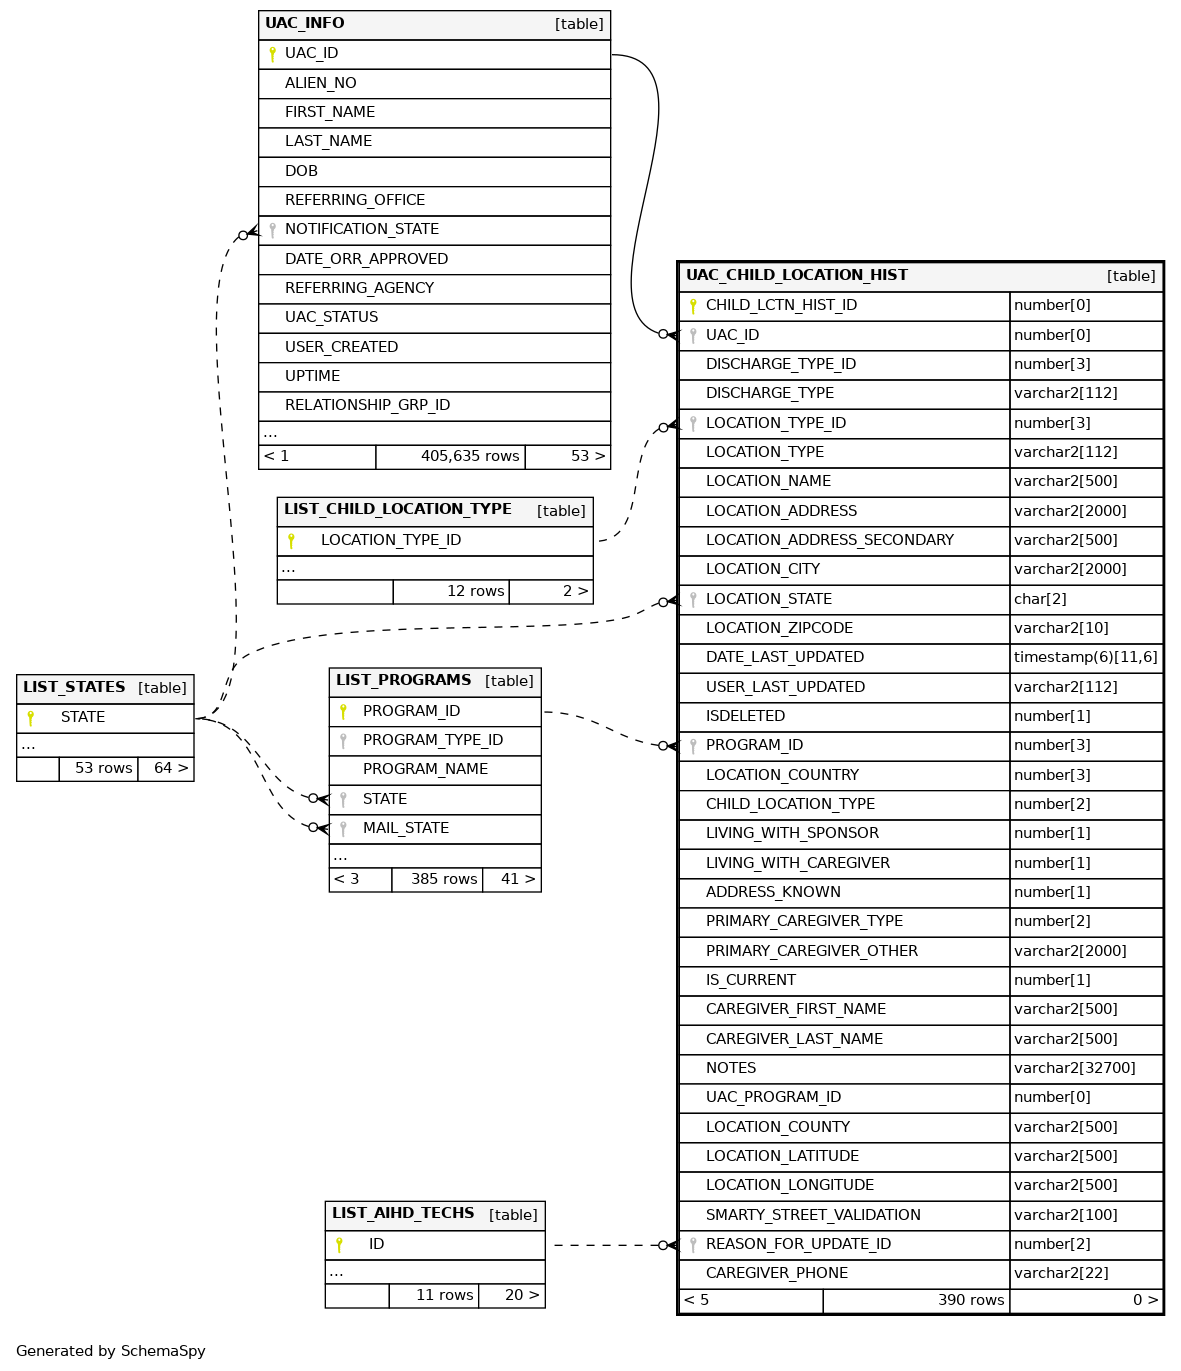 UAC_INFO [table]
UAC_ID
ALIEN_NO
FIRST_NAME
LAST_NAME
DOB
REFERRING_OFFICE
NOTIFICATION_STATE
DATE_ORR_APPROVED
REFERRING_AGENCY
UAC_STATUS
USER_CREATED
UPTIME
RELATIONSHIP_GRP_ID
...
< 1 405,635 rows 53 >
LIST_CHILD_LOCATION_TYPE [table]
LOCATION_TYPE_ID
...
12 rows 2 >
LIST_STATES [table]
STATE
...
53 rows 64 >
LIST_PROGRAMS [table]
PROGRAM_ID
PROGRAM_TYPE_ID
PROGRAM_NAME
STATE
MAIL_STATE
...
< 3 385 rows 41 >
LIST_AIHD_TECHS [table]
ID
...
11 rows 20 >
UAC_CHILD_LOCATION_HIST [table]
CHILD_LCTN_HIST_ID number[0]
UAC_ID number[0]
DISCHARGE_TYPE_ID number[3]
DISCHARGE_TYPE varchar2[112]
LOCATION_TYPE_ID number[3]
LOCATION_TYPE varchar2[112]
LOCATION_NAME varchar2[500]
LOCATION_ADDRESS varchar2[2000]
LOCATION_ADDRESS_SECONDARY varchar2[500]
LOCATION_CITY varchar2[2000]
LOCATION_STATE char[2]
LOCATION_ZIPCODE varchar2[10]
DATE_LAST_UPDATED timestamp(6)[11,6]
USER_LAST_UPDATED varchar2[112]
ISDELETED number[1]
PROGRAM_ID number[3]
LOCATION_COUNTRY number[3]
CHILD_LOCATION_TYPE number[2]
LIVING_WITH_SPONSOR number[1]
LIVING_WITH_CAREGIVER number[1]
ADDRESS_KNOWN number[1]
PRIMARY_CAREGIVER_TYPE number[2]
PRIMARY_CAREGIVER_OTHER varchar2[2000]
IS_CURRENT number[1]
CAREGIVER_FIRST_NAME varchar2[500]
CAREGIVER_LAST_NAME varchar2[500]
NOTES varchar2[32700]
UAC_PROGRAM_ID number[0]
LOCATION_COUNTY varchar2[500]
LOCATION_LATITUDE varchar2[500]
LOCATION_LONGITUDE varchar2[500]
SMARTY_STREET_VALIDATION varchar2[100]
REASON_FOR_UPDATE_ID number[2]
CAREGIVER_PHONE varchar2[22]
< 5 390 rows 0 >
Generated by SchemaSpy